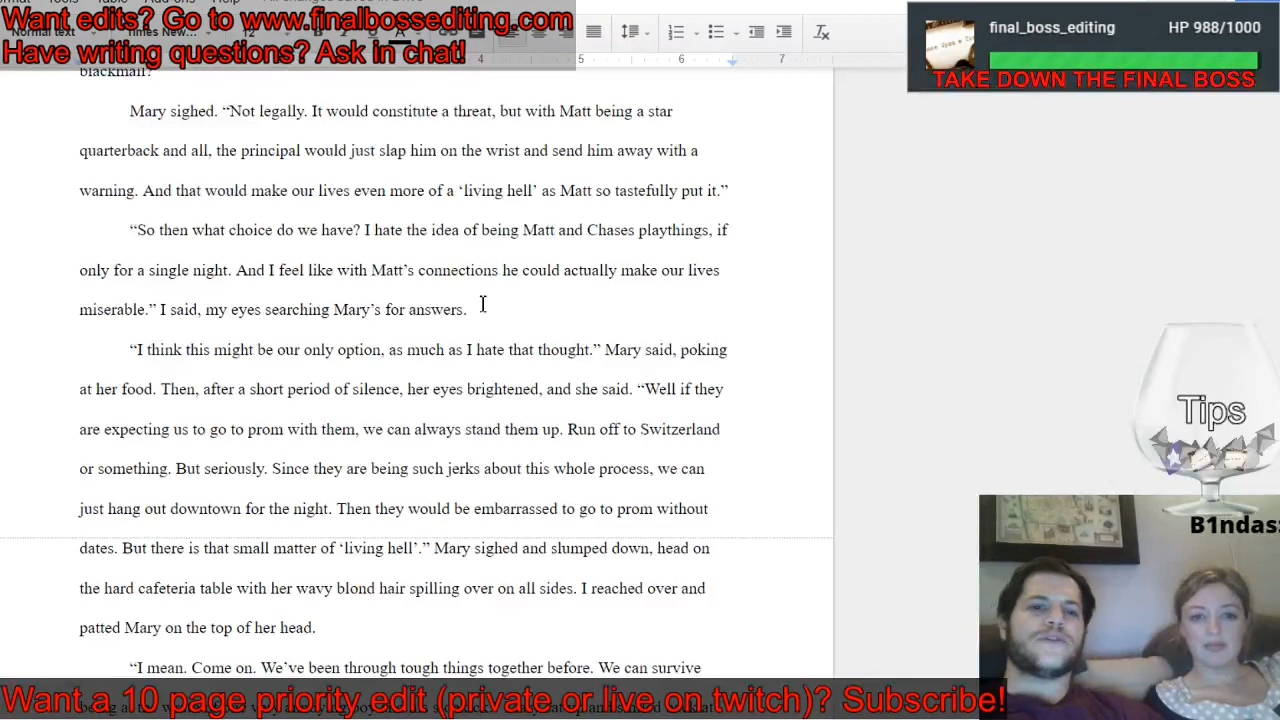 Want edits? Go to www.finalbossediting.com
Have writing questions? Ask in chat!
final_boss_editing HP 988/1000
TAKE DOWN THE FINAL BOSS
Normal text Times New... 12
4 5 6 7
blackmail?
Mary sighed. “Not legally. It would constitute a threat, but with Matt being a star
quarterback and all, the principal would just slap him on the wrist and send him away with a
warning. And that would make our lives even more of a ‘living hell’ as Matt so tastefully put it.”
“So then what choice do we have? I hate the idea of being Matt and Chases playthings, if
only for a single night. And I feel like with Matt’s connections he could actually make our lives
miserable.” I said, my eyes searching Mary’s for answers.
“I think this might be our only option, as much as I hate that thought.” Mary said, poking
at her food. Then, after a short period of silence, her eyes brightened, and she said. “Well if they
are expecting us to go to prom with them, we can always stand them up. Run off to Switzerland
or something. But seriously. Since they are being such jerks about this whole process, we can
just hang out downtown for the night. Then they would be embarrassed to go to prom without
dates. But there is that small matter of ‘living hell’.” Mary sighed and slumped down, head on
the hard cafeteria table with her wavy blond hair spilling over on all sides. I reached over and
patted Mary on the top of her head.
“I mean. Come on. We’ve been through tough things together before. We can survive
Tips
B1ndas
Want a 10 page priority edit (private or live on twitch)? Subscribe!